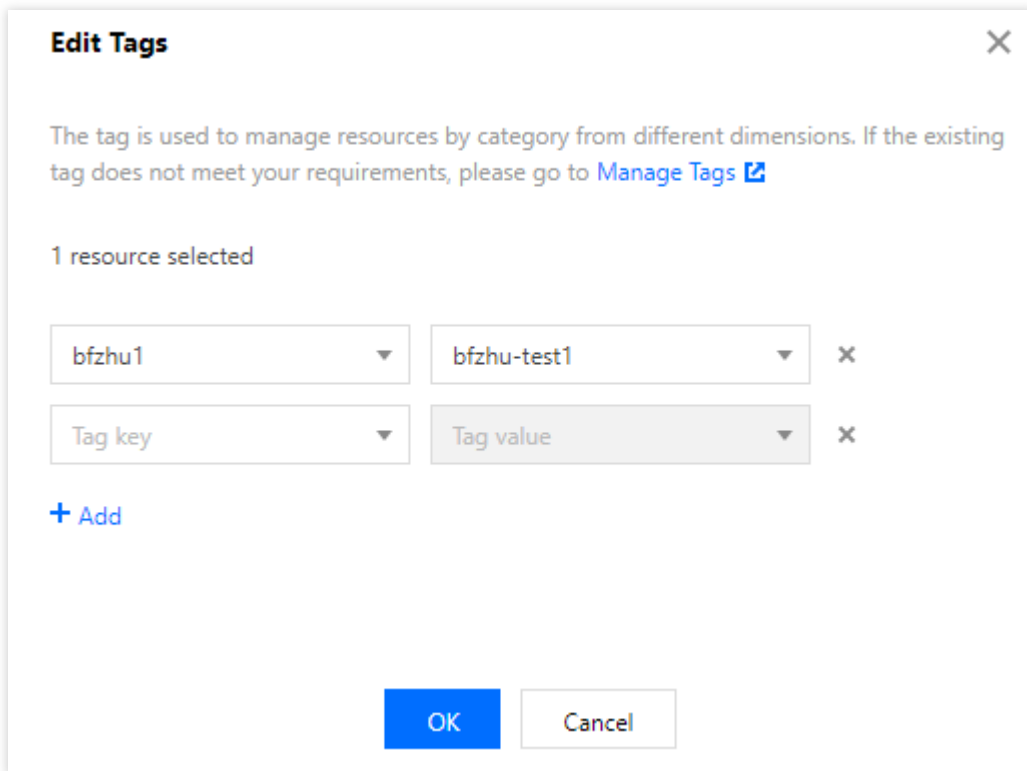 Edit Tags
The tag is used to manage resources by category from different dimensions. If the existing
tag does not meet your requirements, please go to Manage Tags
1 resource selected
bfzhu1 bfzhu-test1
Tag key Tag value
+ Add
OK Cancel